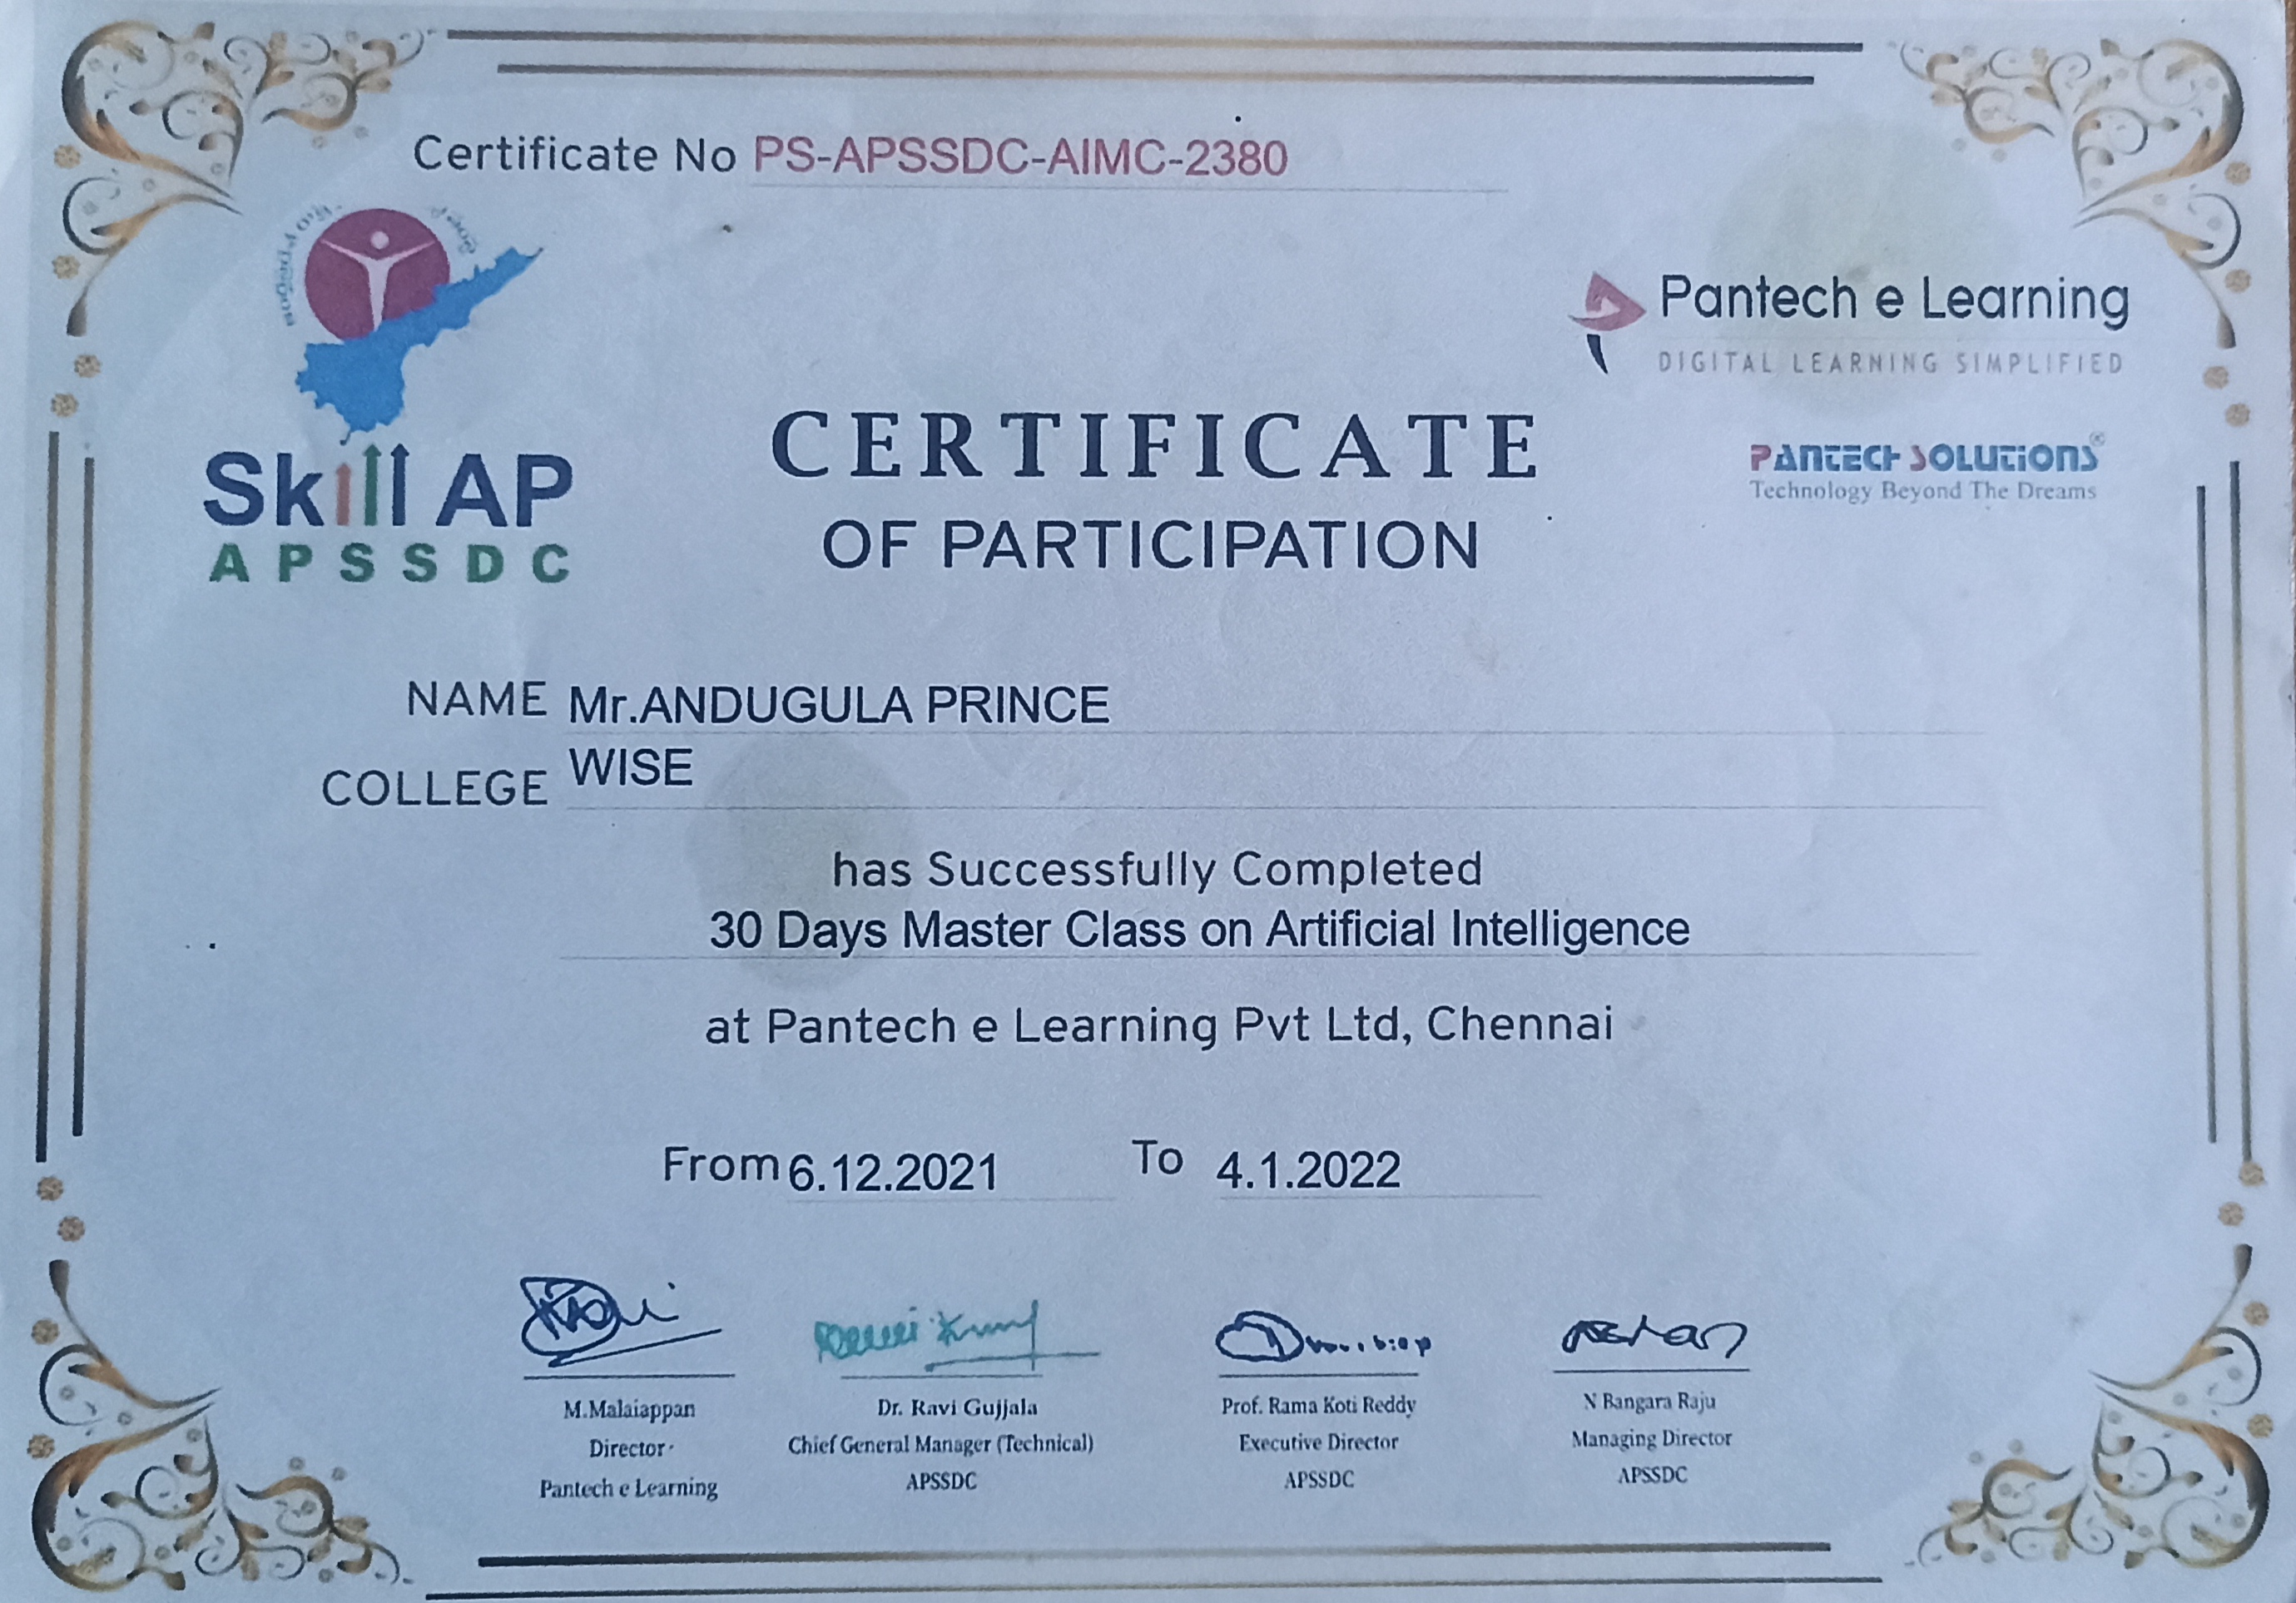 Certificate No PS-APSSDC-AIMC-2380
Pantech e Learning
DIGITAL LEARNING SIMPLIFIED
PANTECH SOLUTIONS®
Technology Beyond The Dreams
Skill AP
APSSDC
CERTIFICATE
OF PARTICIPATION
NAME Mr.ANDUGULA PRINCE
COLLEGE WISE
has Successfully Completed
30 Days Master Class on Artificial Intelligence
at Pantech e Learning Pvt Ltd, Chennai
From 6.12.2021 To 4.1.2022
M.Malaiappan
Director
Pantech e Learning
Dr. Ravi Gujjala
Chief General Manager (Technical)
APSSDC
Prof. Rama Koti Reddy
Executive Director
APSSDC
N Bangara Raju
Managing Director
APSSDC